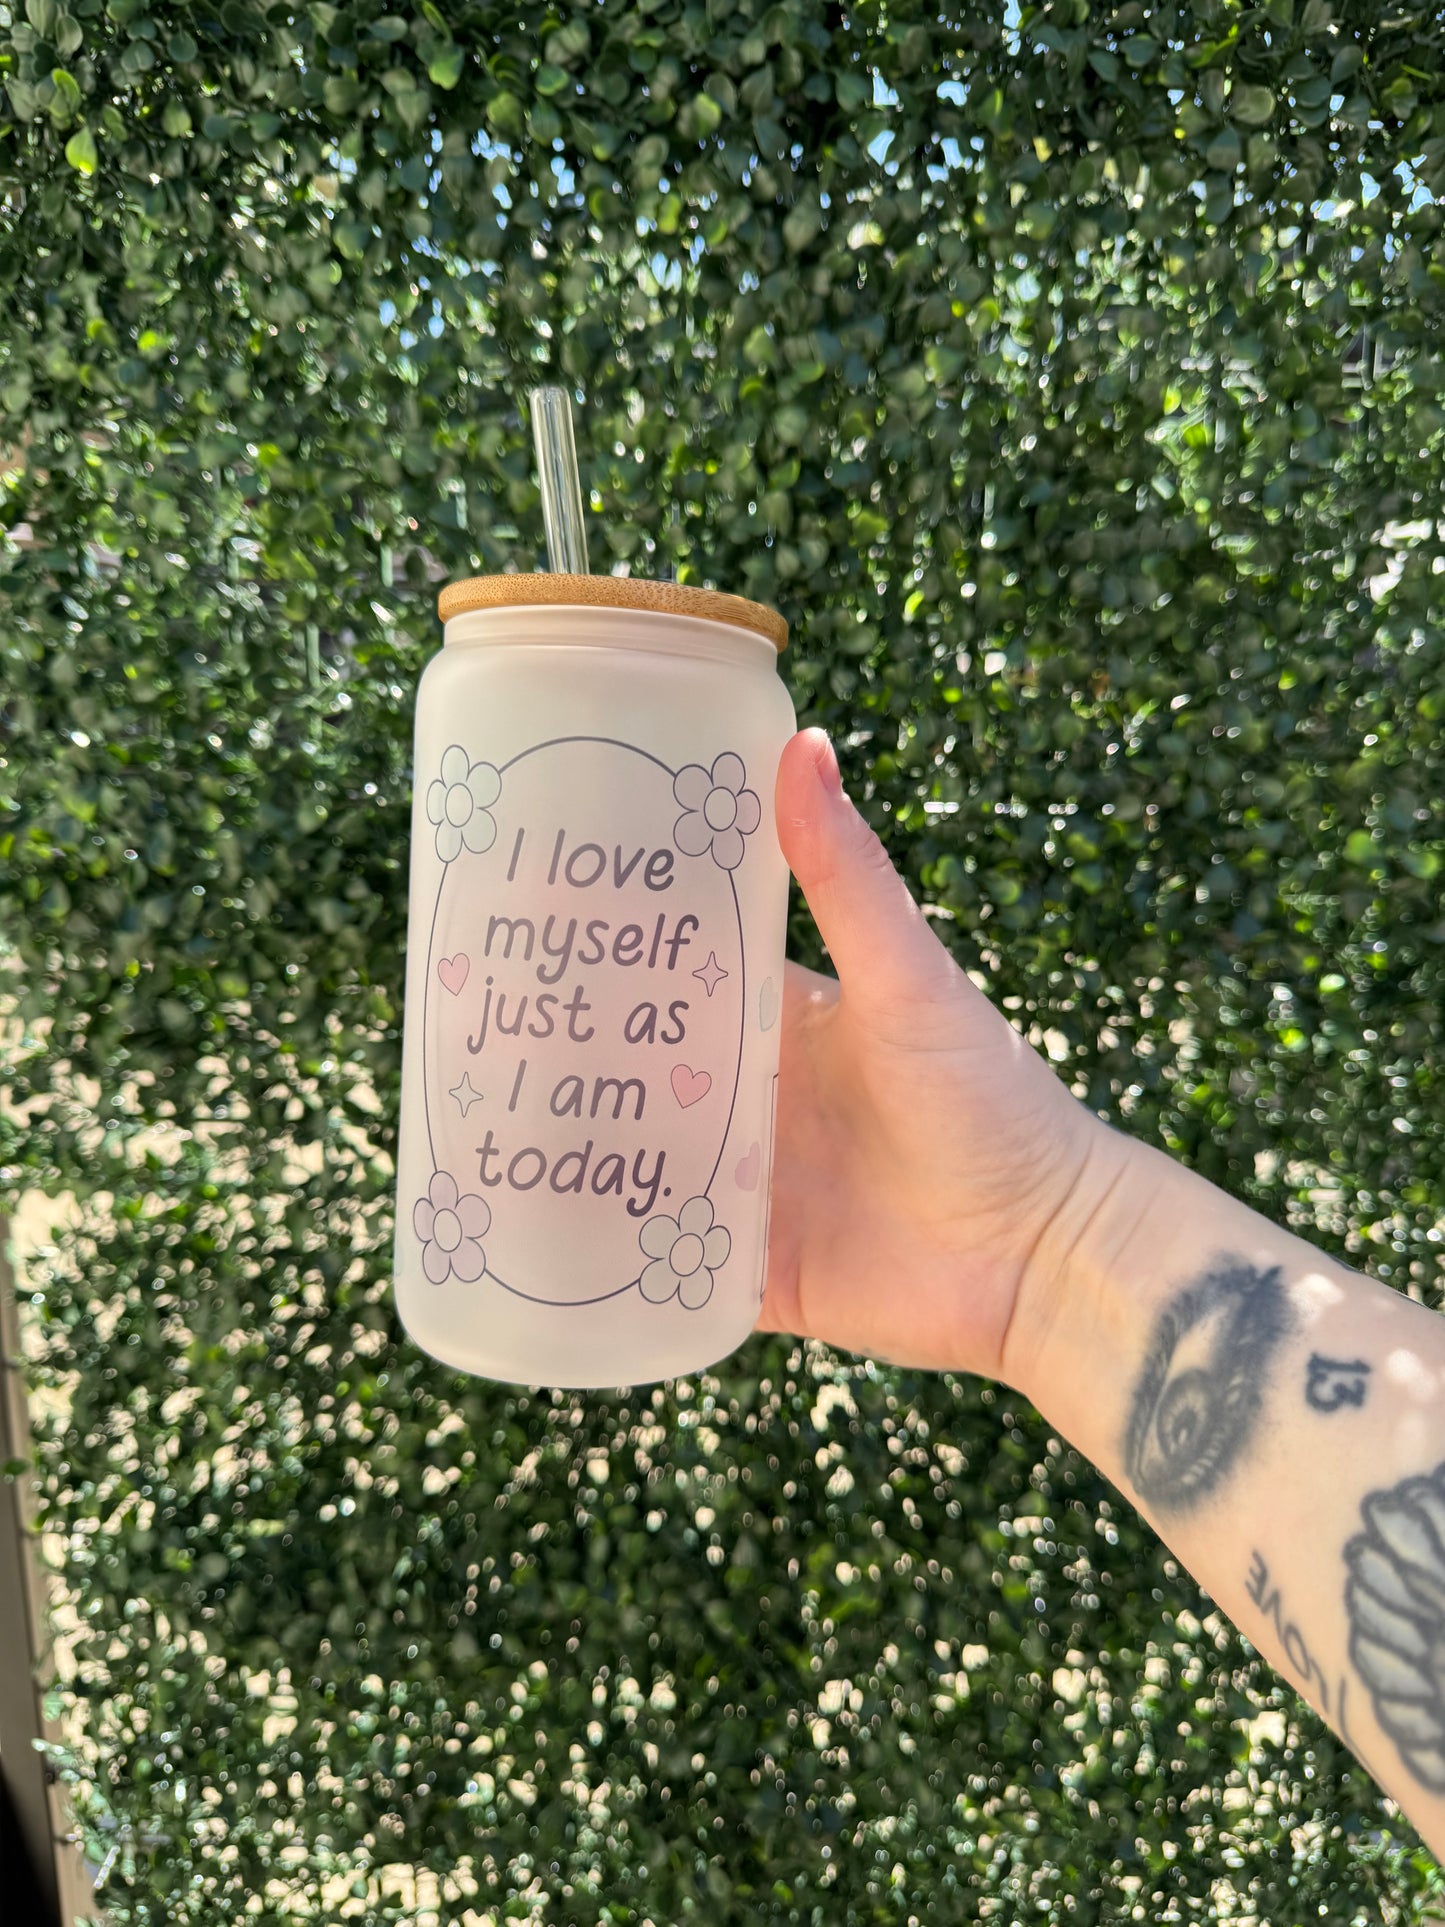 I love
myself
just as
I am
today.
13